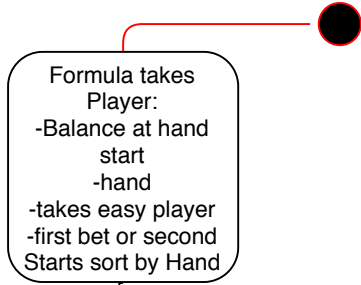 Formula takes
Player:
-Balance at hand
start
-hand
-takes easy player
-first bet or second
Starts sort by Hand